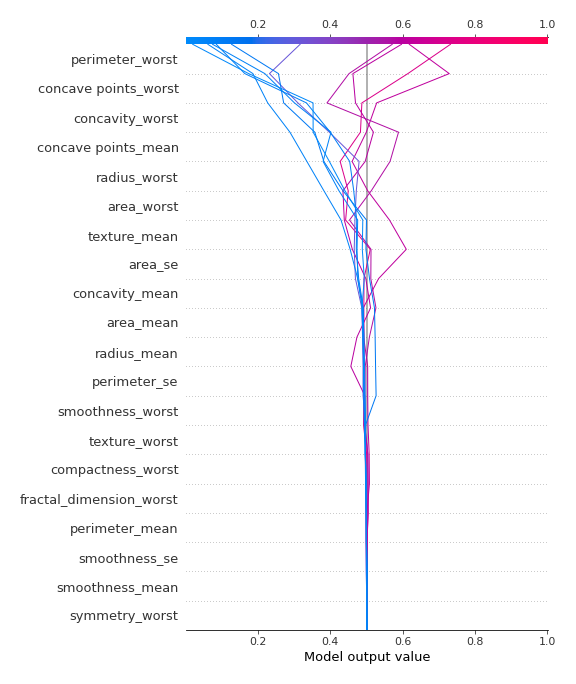 0.2 0.4 0.6 0.8 1.0
perimeter_worst
concave points_worst
concavity_worst
concave points_mean
radius_worst
area_worst
texture_mean
area_se
concavity_mean
area_mean
radius_mean
perimeter_se
smoothness_worst
texture_worst
compactness_worst
fractal_dimension_worst
perimeter_mean
smoothness_se
smoothness_mean
symmetry_worst
0.2 0.4 0.6 0.8 1.0
Model output value